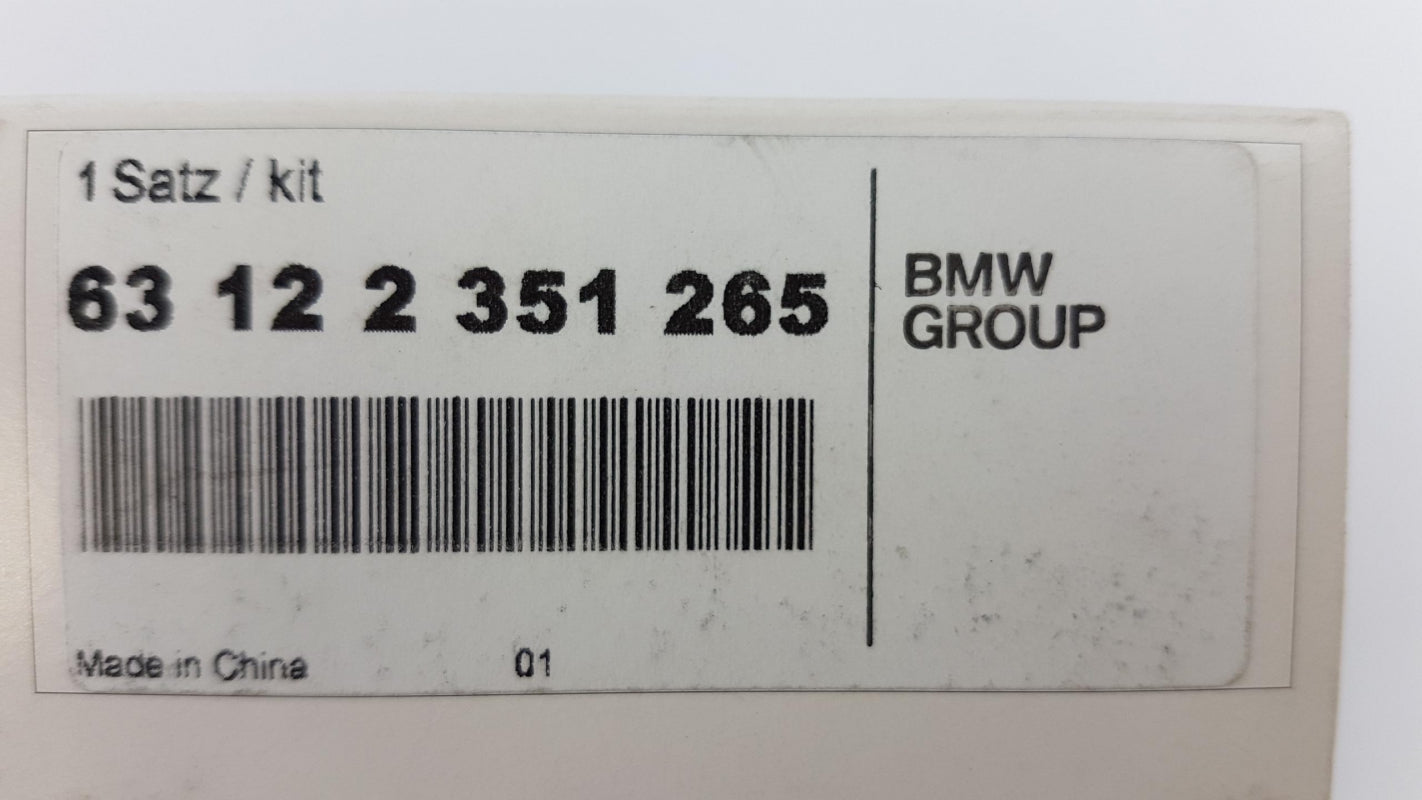 1 Satz / kit
63 12 2 351 265
BMW
GROUP
Made in China 01